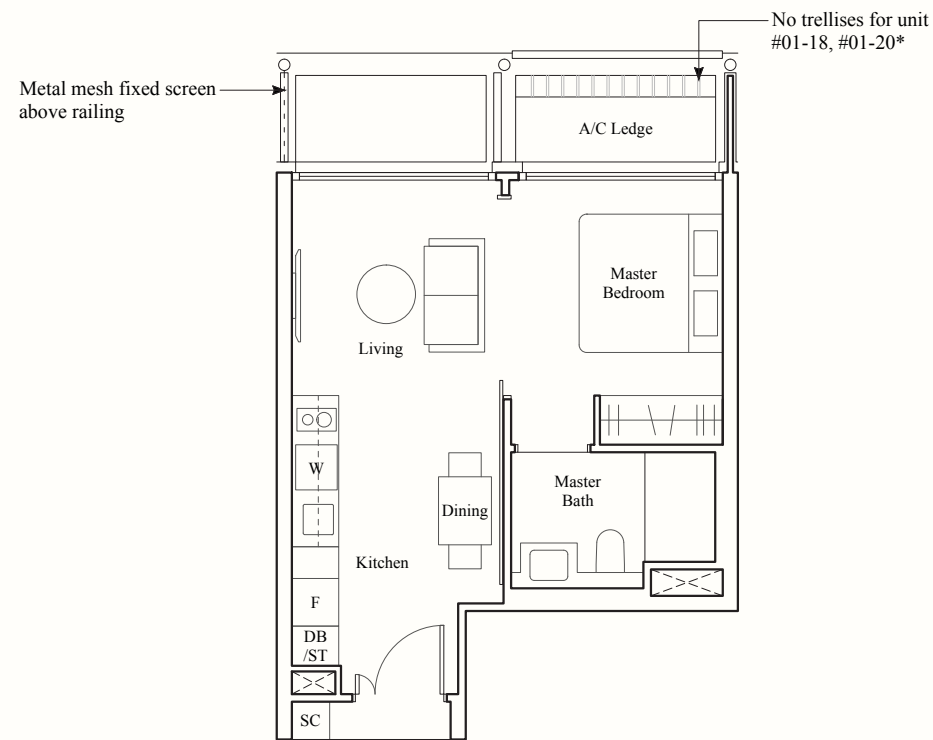 No trellises for unit
#01-18, #01-20*
Metal mesh fixed screen
above railing
A/C Ledge
Master
Bedroom
Living
W
Master
Bath
Dining
Kitchen
F
DB
/ST
SC